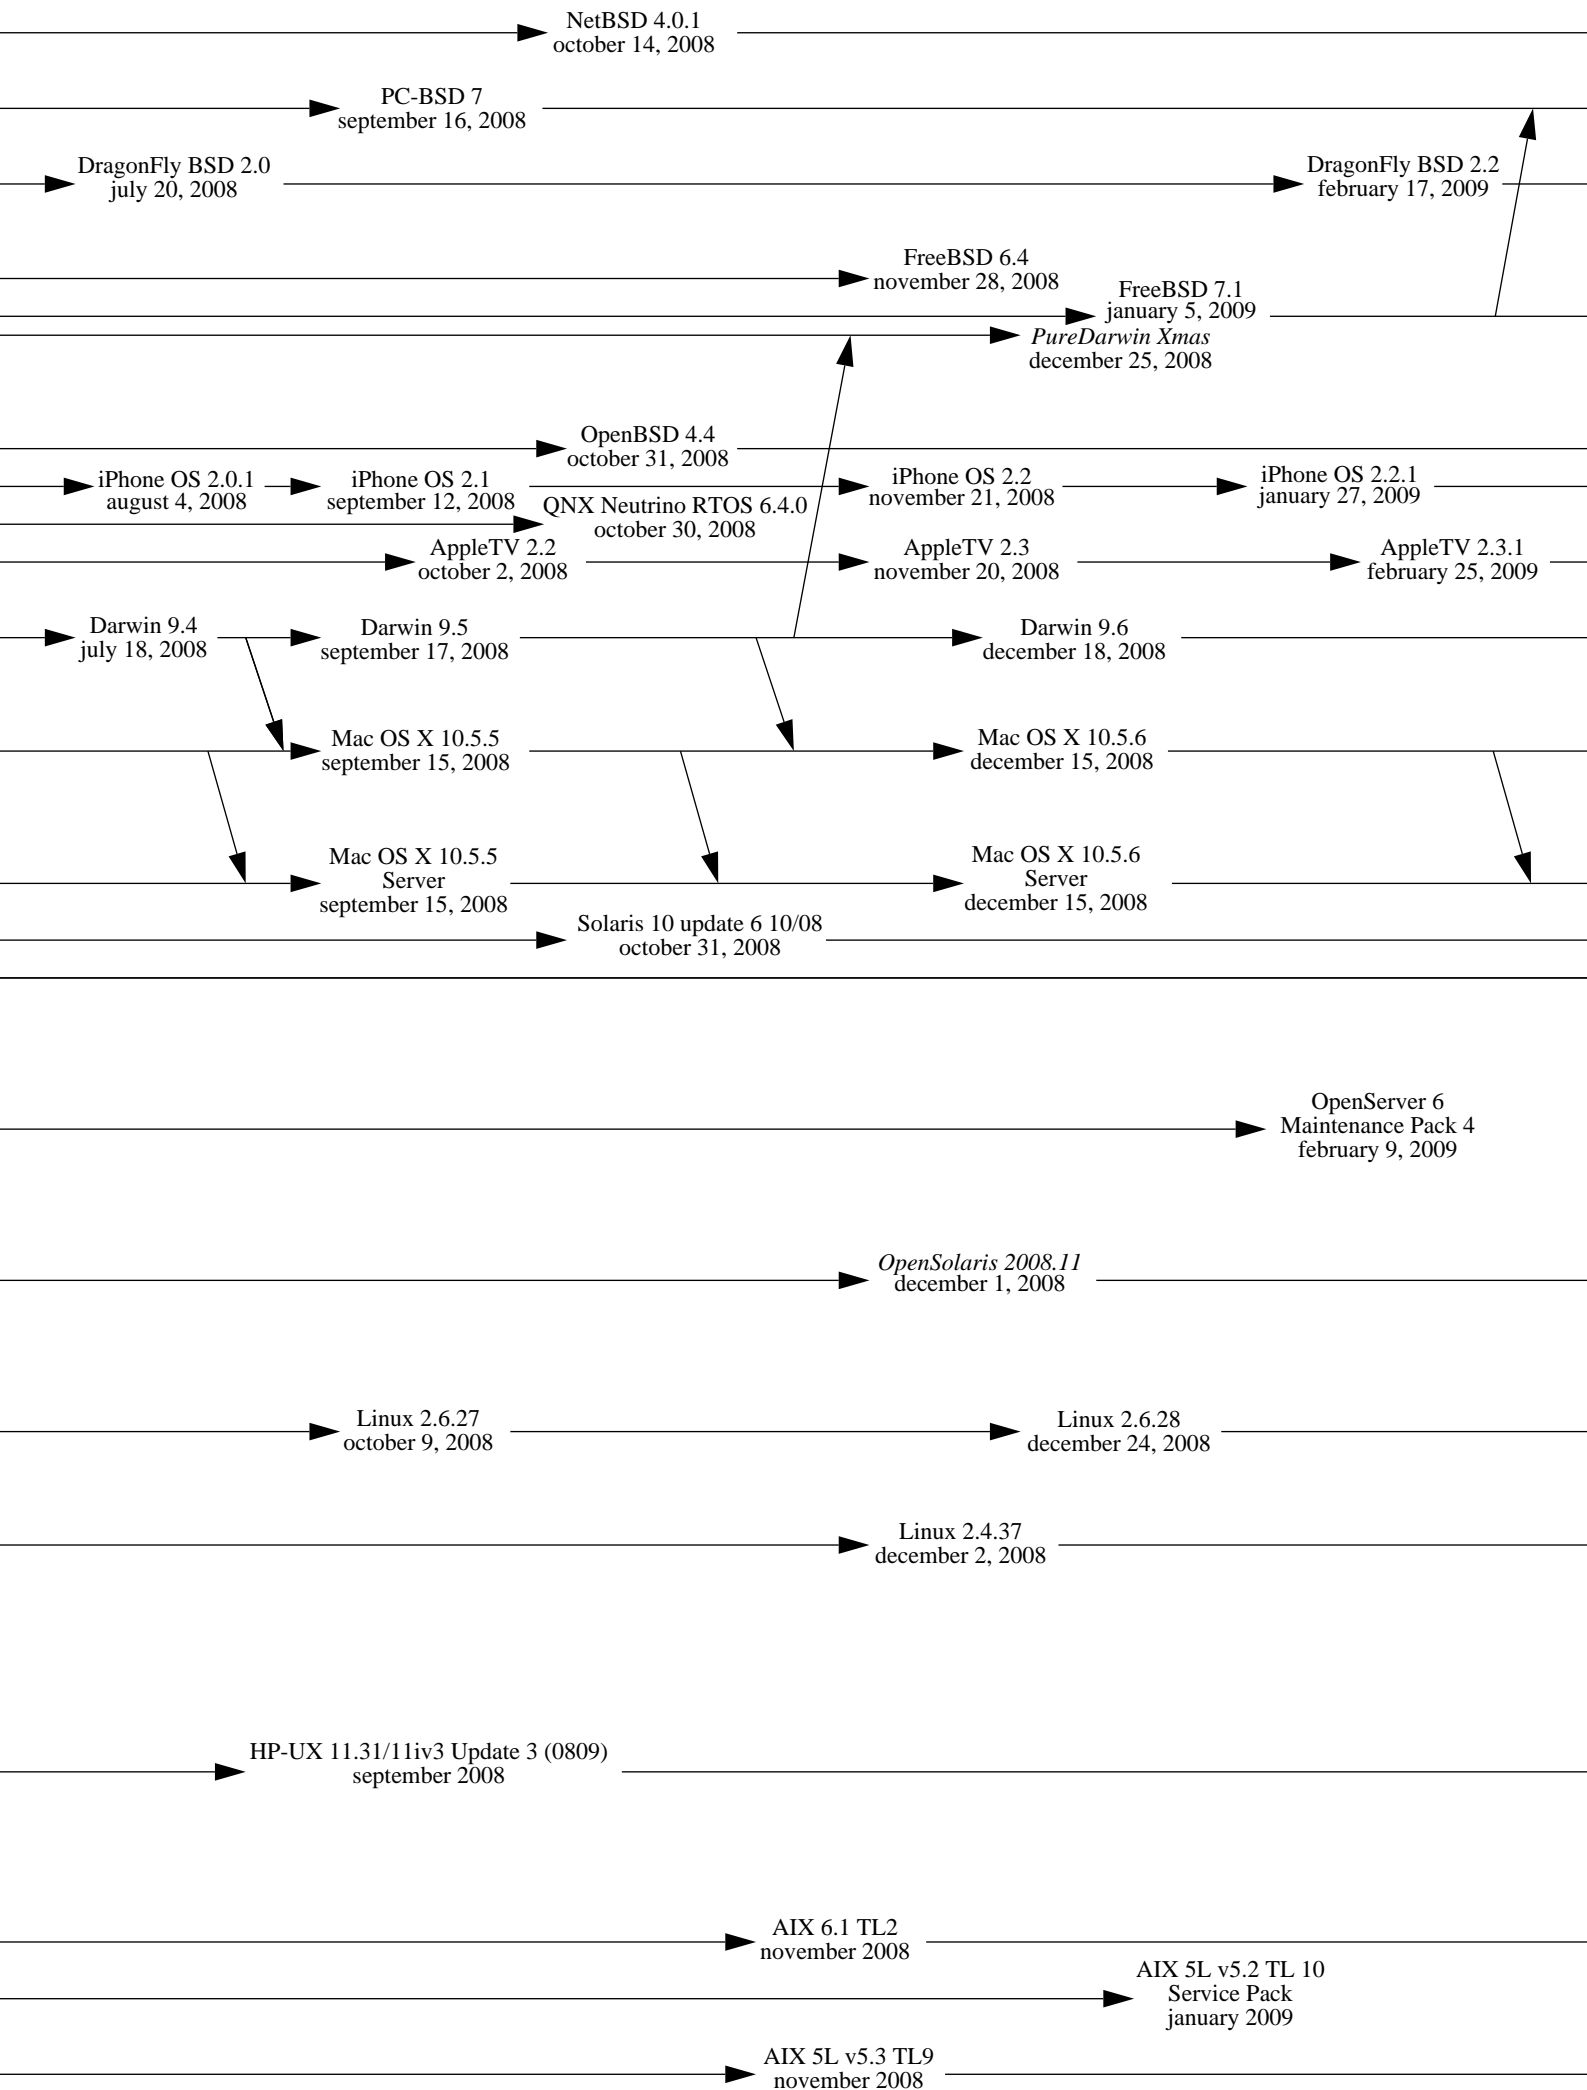 NetBSD 4.0.1
october 14, 2008
PC-BSD 7
september 16, 2008
DragonFly BSD 2.0
july 20, 2008
DragonFly BSD 2.2
february 17, 2009
FreeBSD 6.4
november 28, 2008
FreeBSD 7.1
january 5, 2009
PureDarwin Xmas
december 25, 2008
OpenBSD 4.4
october 31, 2008
iPhone OS 2.0.1
august 4, 2008
iPhone OS 2.1
september 12, 2008
iPhone OS 2.2
november 21, 2008
iPhone OS 2.2.1
january 27, 2009
QNX Neutrino RTOS 6.4.0
october 30, 2008
AppleTV 2.2
october 2, 2008
AppleTV 2.3
november 20, 2008
AppleTV 2.3.1
february 25, 2009
Darwin 9.4
july 18, 2008
Darwin 9.5
september 17, 2008
Darwin 9.6
december 18, 2008
Mac OS X 10.5.5
september 15, 2008
Mac OS X 10.5.6
december 15, 2008
Mac OS X 10.5.5
Server
september 15, 2008
Mac OS X 10.5.6
Server
december 15, 2008
Solaris 10 update 6 10/08
october 31, 2008
OpenServer 6
Maintenance Pack 4
february 9, 2009
OpenSolaris 2008.11
december 1, 2008
Linux 2.6.27
october 9, 2008
Linux 2.6.28
december 24, 2008
Linux 2.4.37
december 2, 2008
HP-UX 11.31/11iv3 Update 3 (0809)
september 2008
AIX 6.1 TL2
november 2008
AIX 5L v5.2 TL 10
Service Pack
january 2009
AIX 5L v5.3 TL9
november 2008